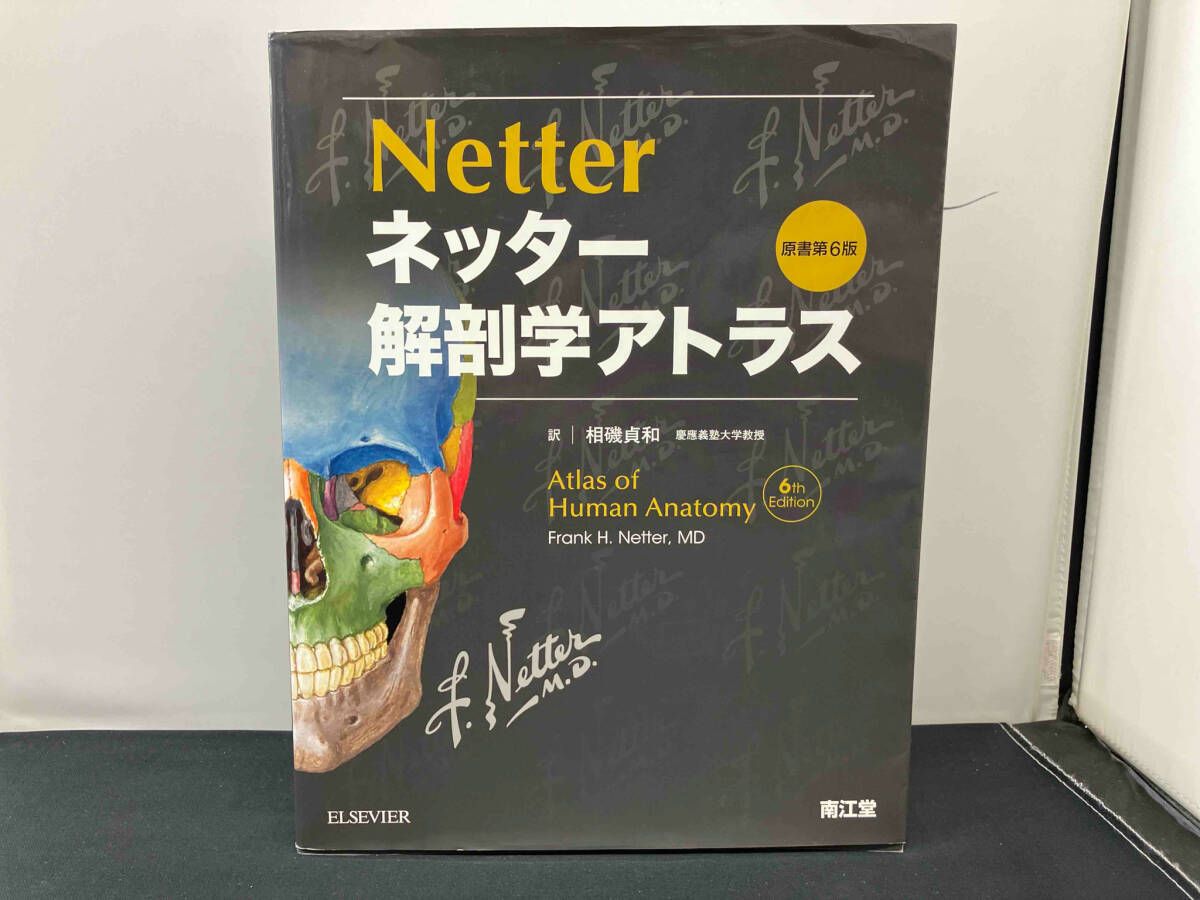 Netter
ネッター
原書第6版
解剖学アトラス
訳 | 相磯貞和 慶應義塾大学教授
Atlas of
Human Anatomy
6th
Edition
Frank H. Netter, MD
F. Netter
M.D.
ELSEVIER
南江堂